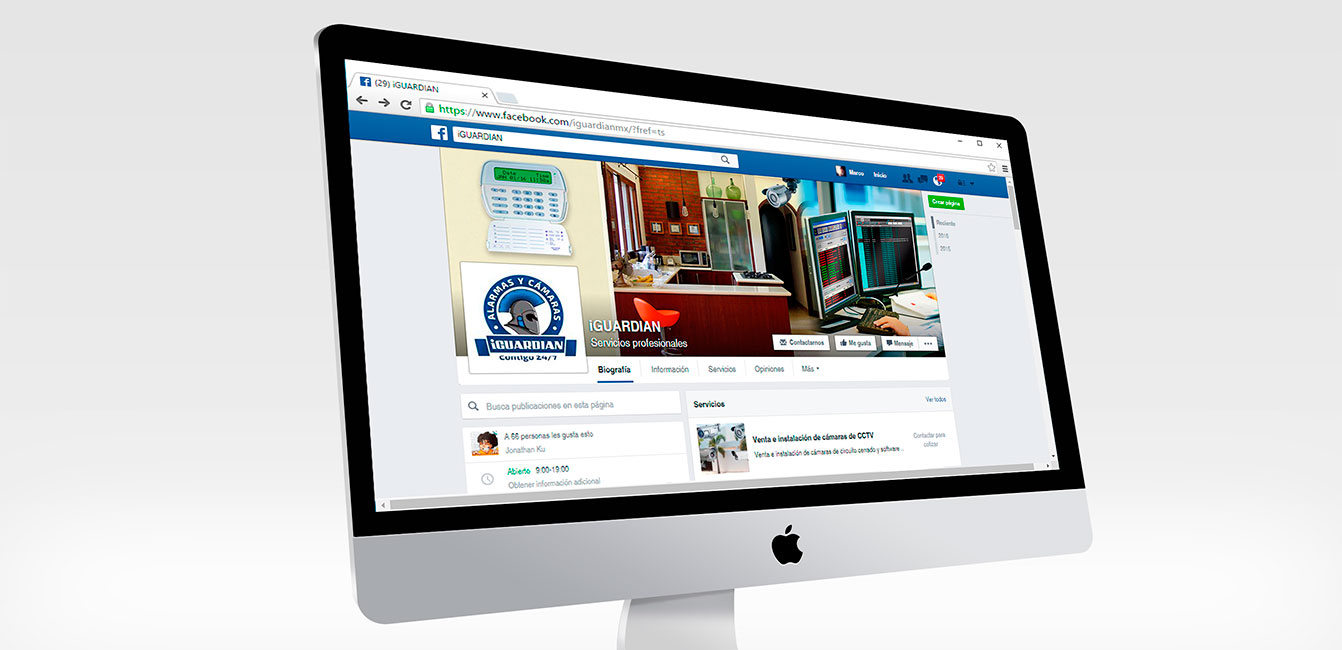 (29) iGUARDIAN
https://www.facebook.com/iguardianmx/?fref=ts
iGUARDIAN
Marco Inicio
Crear página
Reciente
2016
2015
Date Time
ALARMAS Y CÁMARAS
iGUARDIAN
Contigo 24/7
iGUARDIAN
Servicios profesionales
Contactarnos Me gusta Mensaje
Biografía Información Servicios Opiniones Más
Busca publicaciones en esta página
A 66 personas les gusta esto
Jonathan Ku
Abierto 9:00-19:00
Obtener información adicional
Servicios Ver todos
Venta e instalación de cámaras de CCTV
Venta e instalación de cámaras de circuito cerrado y software ...
Contactar para
cotizar